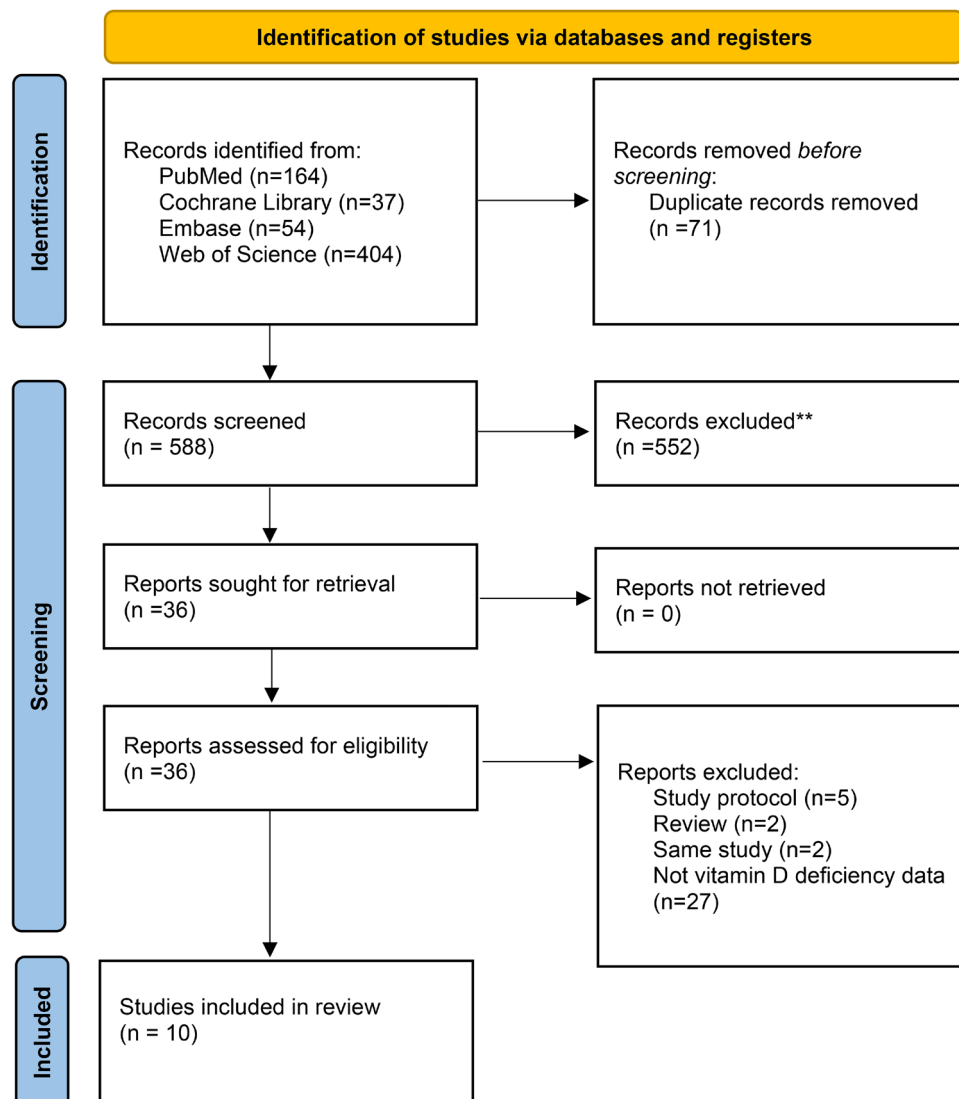 Identification of studies via databases and registers
Identification
Records identified from:
PubMed (n=164)
Cochrane Library (n=37)
Embase (n=54)
Web of Science (n=404)
Records removed before
screening:
Duplicate records removed
(n =71)
Screening
Records screened
(n = 588)
Records excluded**
(n =552)
Reports sought for retrieval
(n =36)
Reports not retrieved
(n = 0)
Reports assessed for eligibility
(n =36)
Reports excluded:
Study protocol (n=5)
Review (n=2)
Same study (n=2)
Not vitamin D deficiency data
(n=27)
Included
Studies included in review
(n = 10)